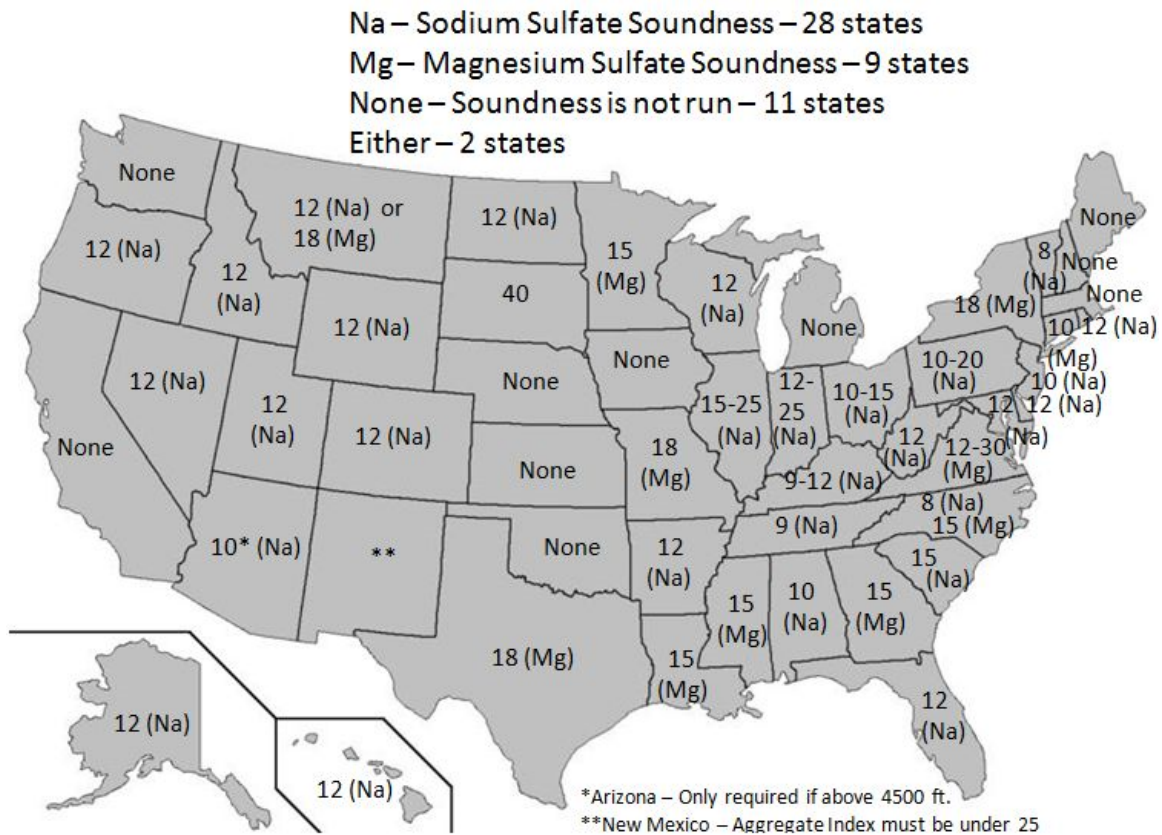 Na – Sodium Sulfate Soundness – 28 states
Mg – Magnesium Sulfate Soundness – 9 states
None – Soundness is not run – 11 states
Either – 2 states
None
12 (Na) or
18 (Mg)
12 (Na)
15
(Mg)
None
12 (Na)
12
(Na)
40
12
(Na)
8
(Na)
None
None
18 (Mg)
12 (Na)
None
None
10
(Mg)
12 (Na)
12 (Na)
None
10-20
(Na)
10 (Na)
12
(Na)
12 (Na)
15-25
(Na)
12-
25
(Na)
10-15
(Na)
12
(Na)
12 (Na)
12
(Na)
None
None
18
(Mg)
9-12 (Na)
12-30
(Mg)
8 (Na)
15 (Mg)
9 (Na)
10* (Na)
**
None
12
(Na)
15
(Na)
15
(Mg)
10
(Na)
15
(Mg)
18 (Mg)
15
(Mg)
12
(Na)
12 (Na)
12 (Na)
*Arizona – Only required if above 4500 ft.
**New Mexico – Aggregate Index must be under 25